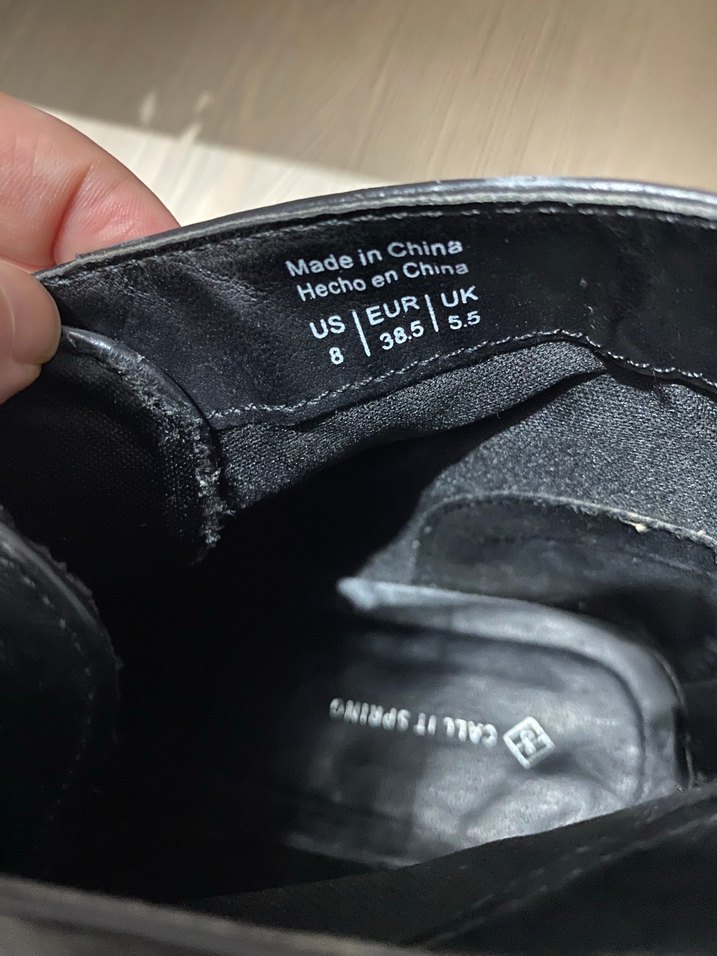 Made in China
Hecho en China
US | EUR | UK
8 | 38.5 | 5.5
CALL IT SPRING